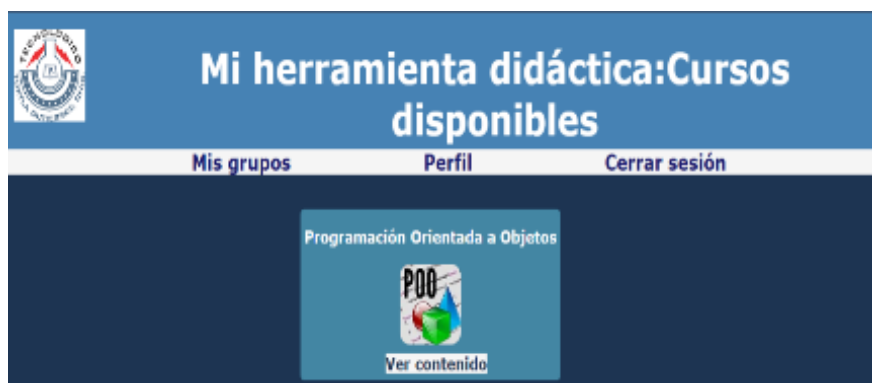 Mi herramienta didáctica:Cursos
disponibles
Mis grupos Perfil Cerrar sesión
Programación Orientada a Objetos
POO
Ver contenido